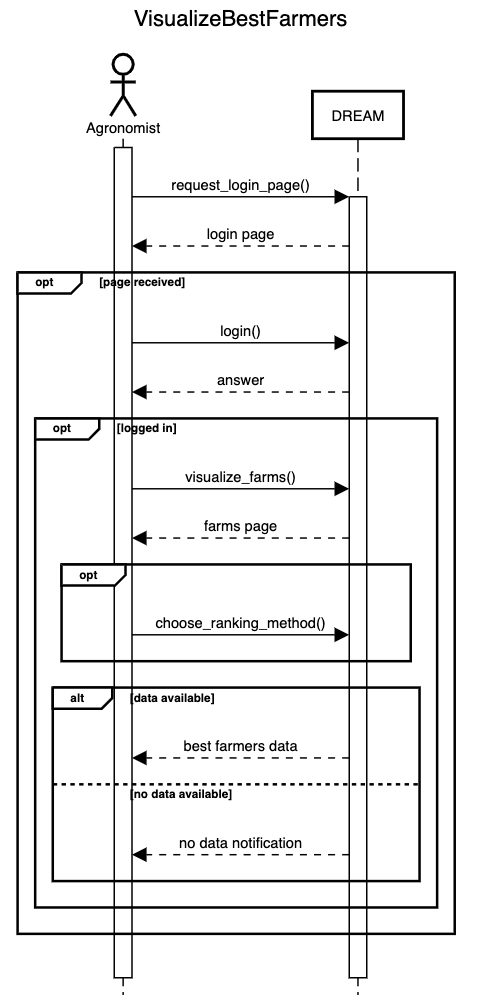 VisualizeBestFarmers
Agronomist
DREAM
request_login_page()
login page
opt
[page received]
login()
answer
opt
[logged in]
visualize_farms()
farms page
opt
choose_ranking_method()
alt
[data available]
best farmers data
[no data available]
no data notification